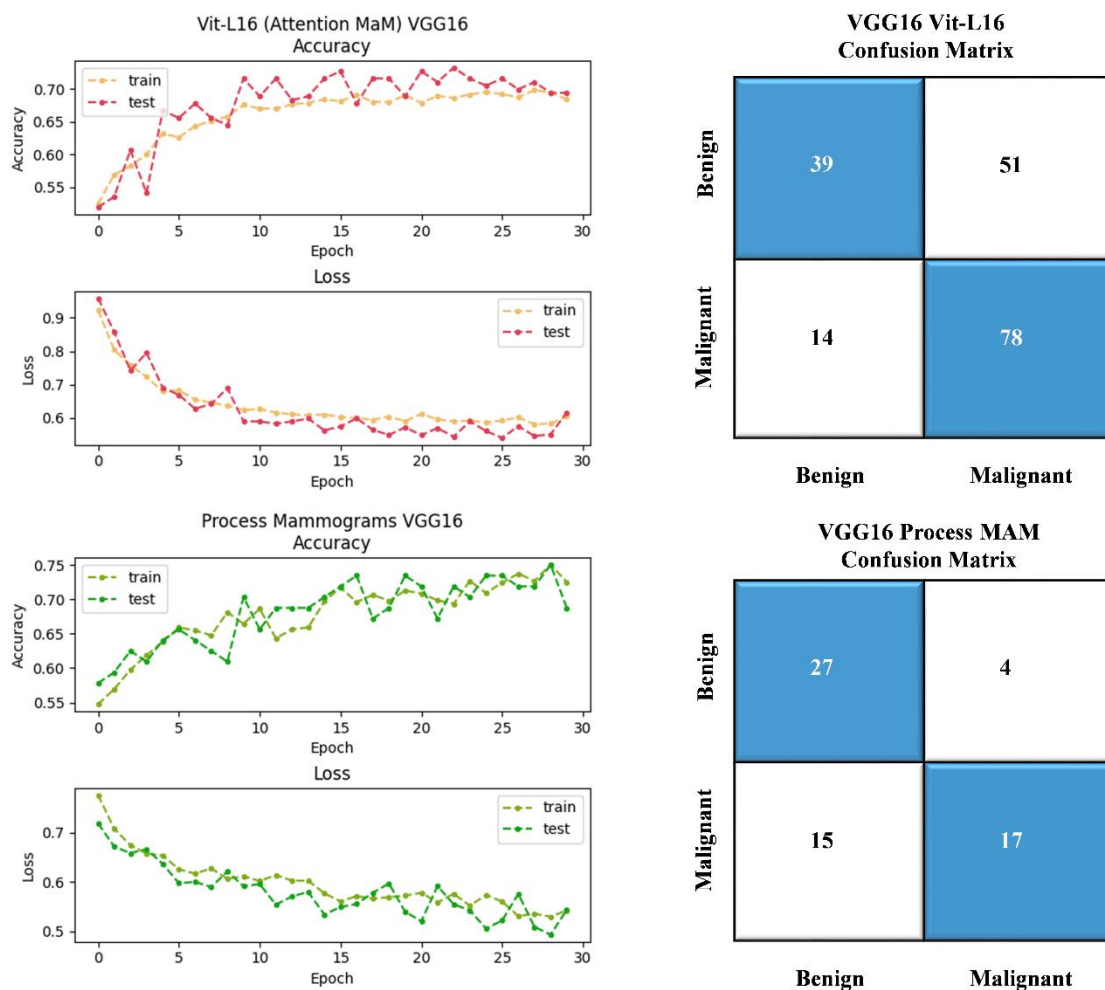 Vit-L16 (Attention MaM) VGG16
Accuracy
train
test
0.70
0.65
0.60
0.55
Accuracy
0 5 10 15 20 25 30
Epoch
Loss
train
test
0.9
0.8
0.7
0.6
Loss
0 5 10 15 20 25 30
Epoch
VGG16 Vit-L16
Confusion Matrix
Benign
39 51
Malignant
14 78
Benign Malignant
Process Mammograms VGG16
Accuracy
train
test
0.75
0.70
0.65
0.60
0.55
Accuracy
0 5 10 15 20 25 30
Epoch
Loss
train
test
0.7
0.6
0.5
Loss
0 5 10 15 20 25 30
Epoch
VGG16 Process MAM
Confusion Matrix
Benign
27 4
Malignant
15 17
Benign Malignant